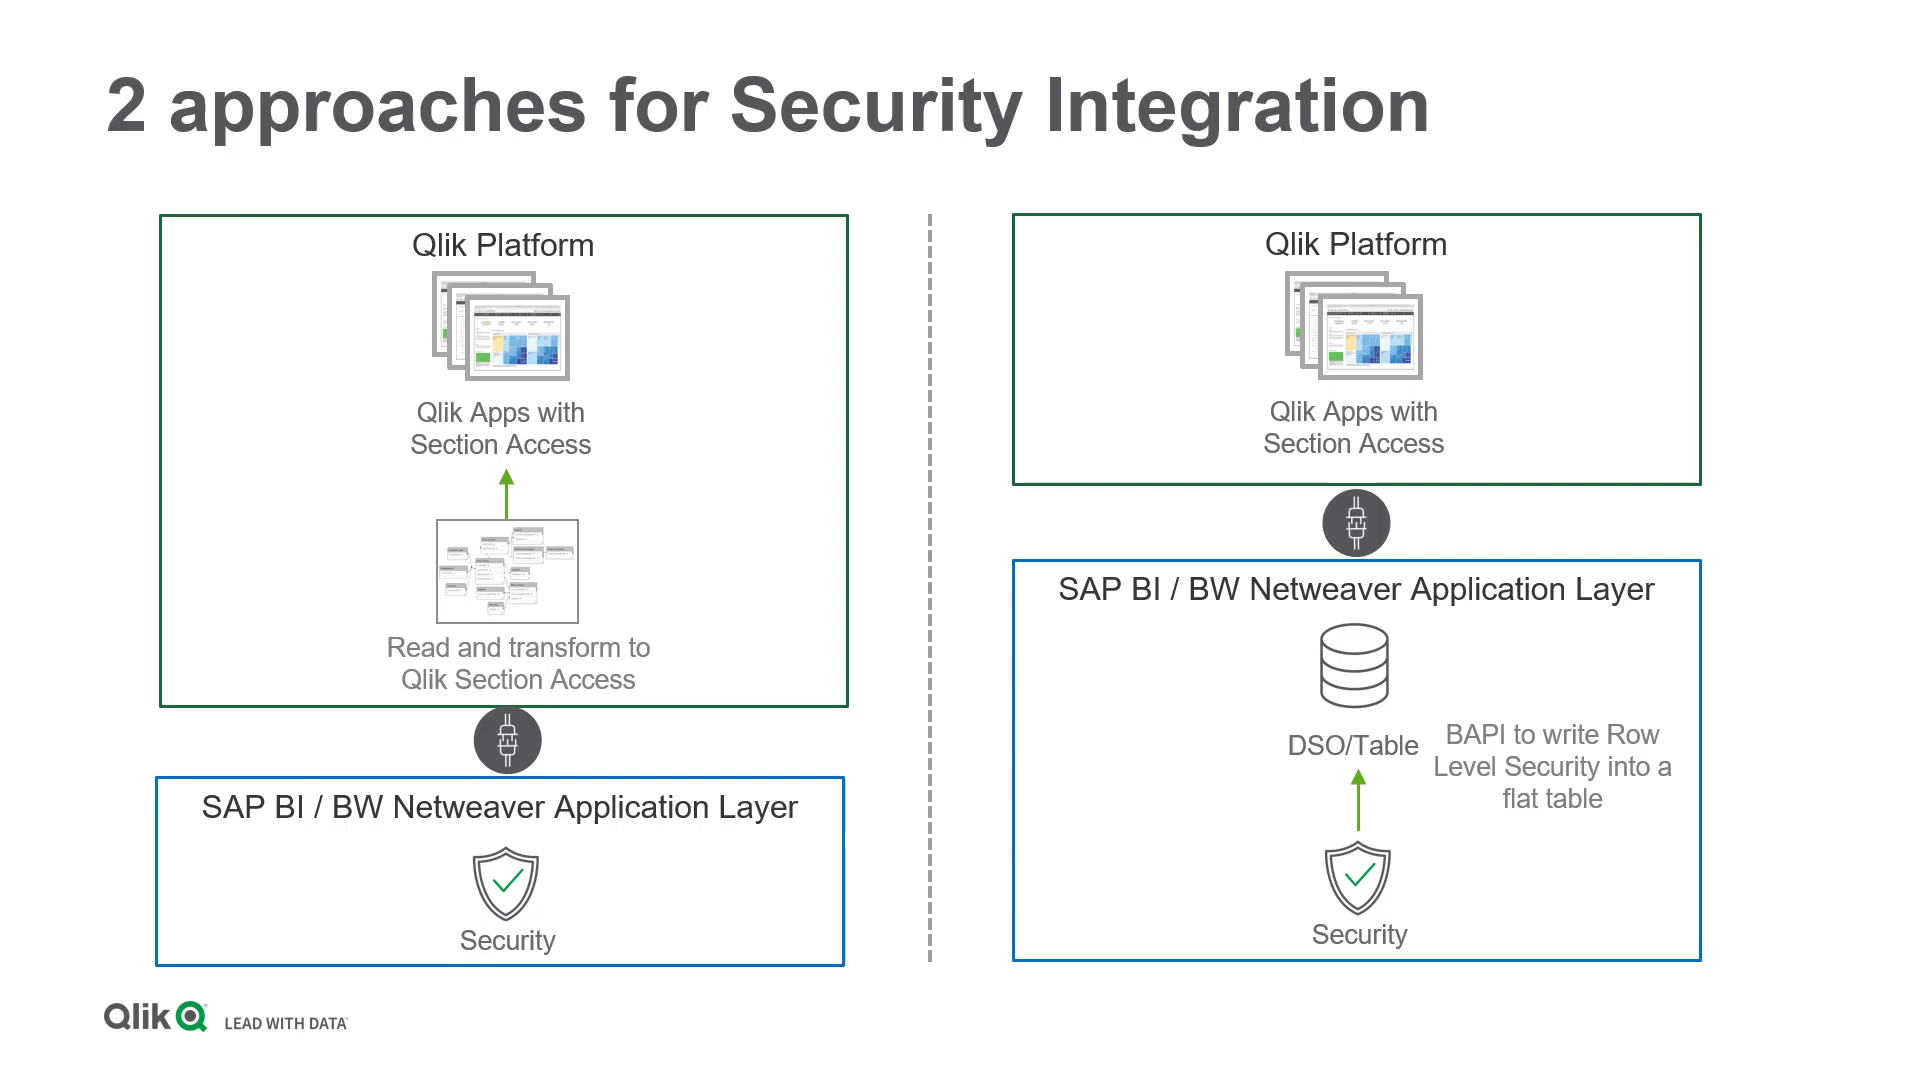 2 approaches for Security Integration
Qlik Platform
Qlik Apps with
Section Access
Read and transform to
Qlik Section Access
SAP BI / BW Netweaver Application Layer
Security
Qlik Platform
Qlik Apps with
Section Access
SAP BI / BW Netweaver Application Layer
DSO/Table
BAPI to write Row
Level Security into a
flat table
Security
Qlik LEAD WITH DATA